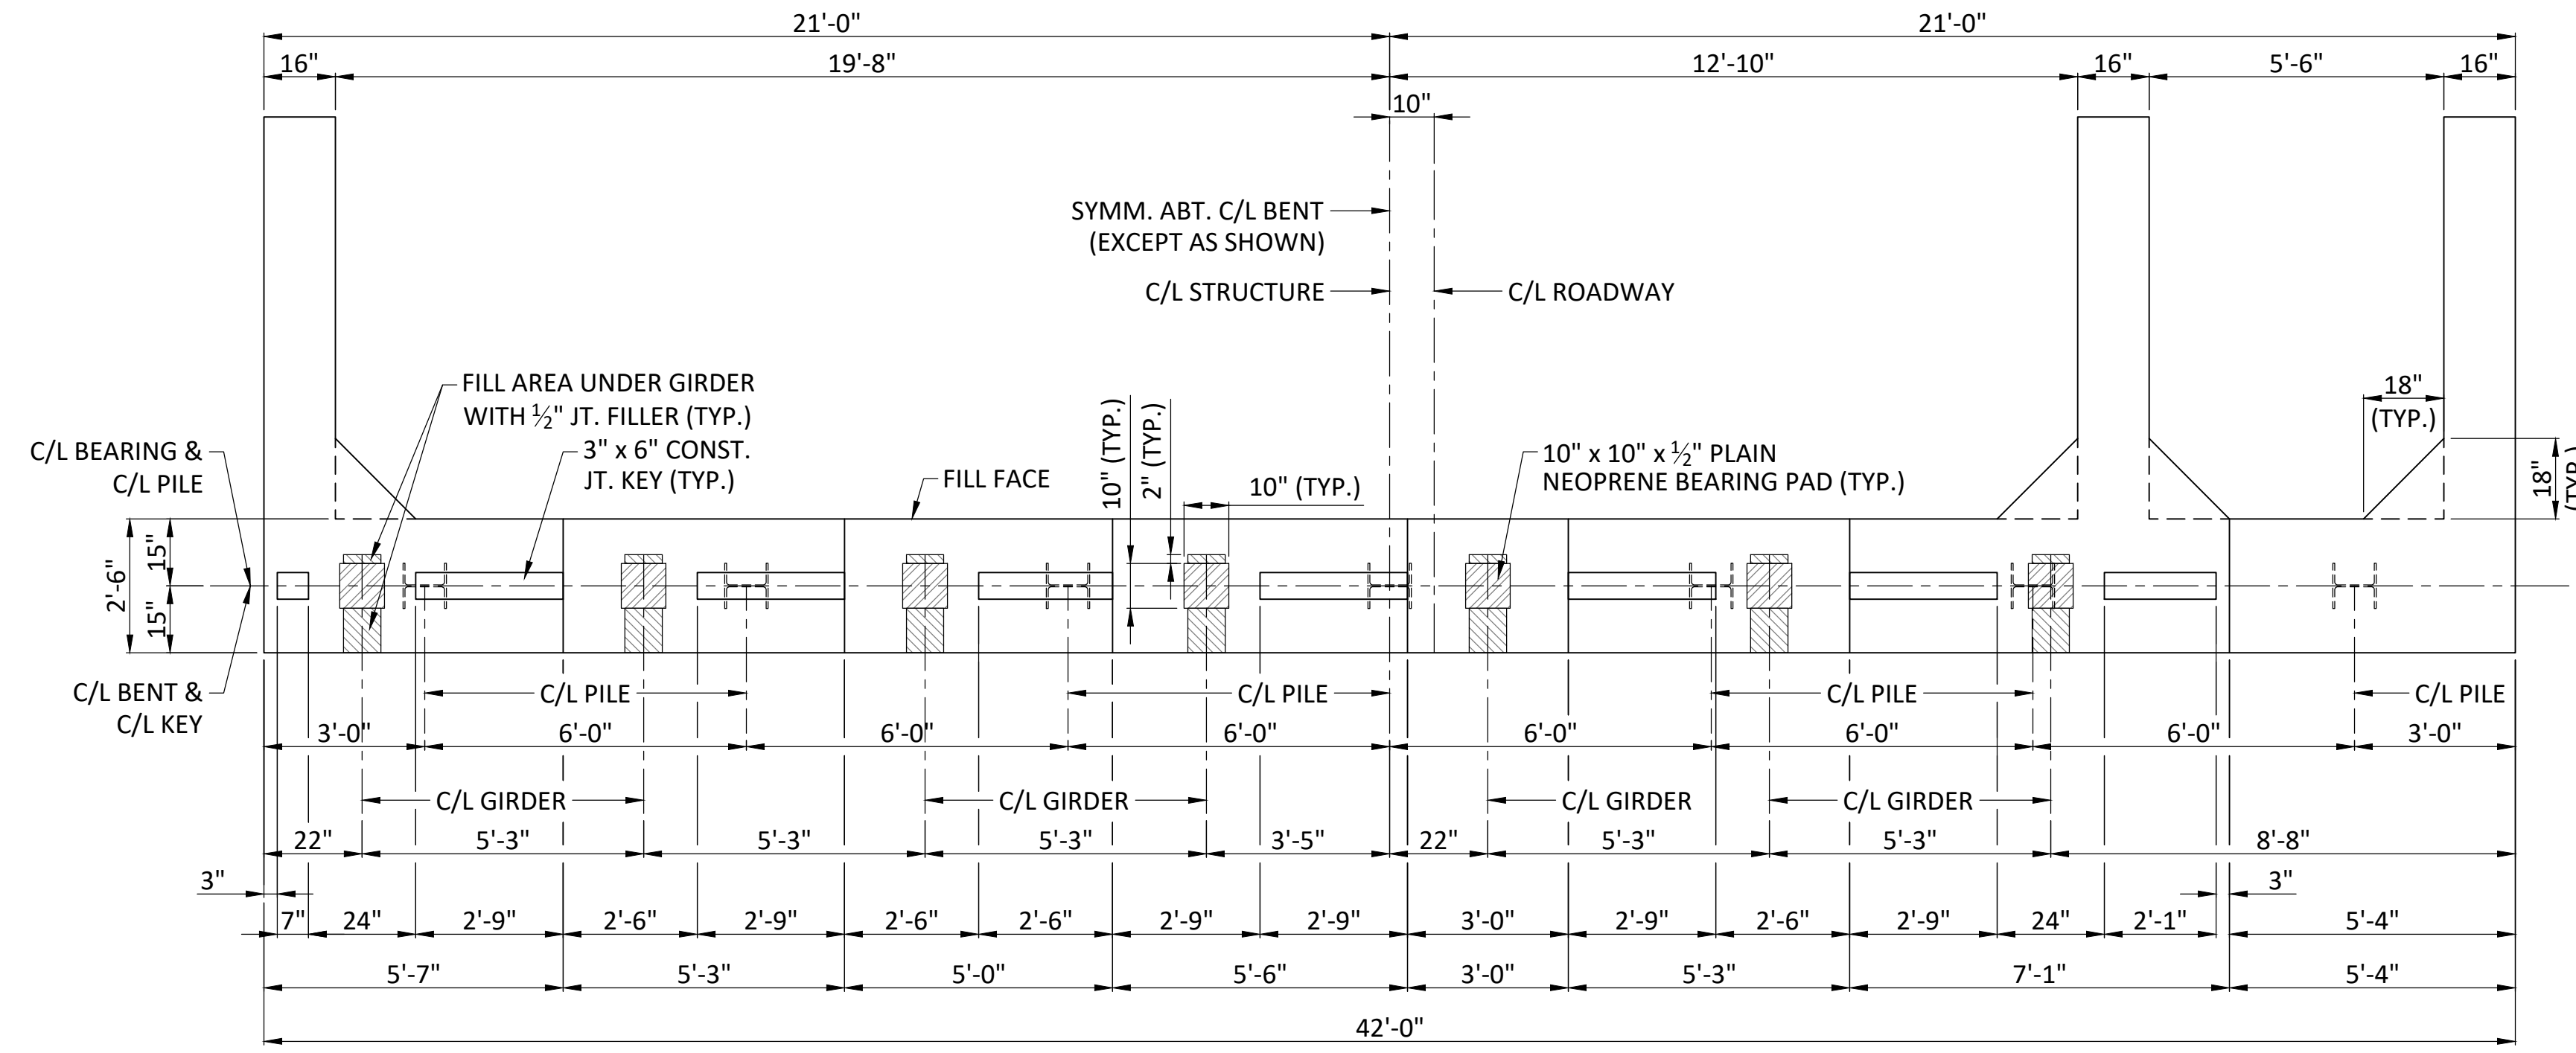 21'-0"
21'-0"
16"
19'-8"
12'-10"
16"
5'-6"
16"
10"
SYMM. ABT. C/L BENT
(EXCEPT AS SHOWN)
C/L STRUCTURE
C/L ROADWAY
FILL AREA UNDER GIRDER
WITH ½" JT. FILLER (TYP.)
3" x 6" CONST.
JT. KEY (TYP.)
C/L BEARING &
C/L PILE
FILL FACE
10" (TYP.)
2" (TYP.)
10" (TYP.)
10" x 10" x ½" PLAIN
NEOPRENE BEARING PAD (TYP.)
18"
(TYP.)
18"
(TYP.)
2'-6"
15"
15"
C/L BENT &
C/L KEY
C/L PILE
C/L PILE
C/L PILE
C/L PILE
3'-0"
6'-0"
6'-0"
6'-0"
6'-0"
6'-0"
6'-0"
3'-0"
C/L GIRDER
C/L GIRDER
C/L GIRDER
C/L GIRDER
22"
5'-3"
5'-3"
5'-3"
3'-5"
22"
5'-3"
5'-3"
8'-8"
3"
3"
7"
24"
2'-9"
2'-6"
2'-9"
2'-6"
2'-6"
2'-9"
2'-9"
3'-0"
2'-9"
2'-6"
2'-9"
24"
2'-1"
5'-4"
5'-7"
5'-3"
5'-0"
5'-6"
3'-0"
5'-3"
7'-1"
5'-4"
42'-0"